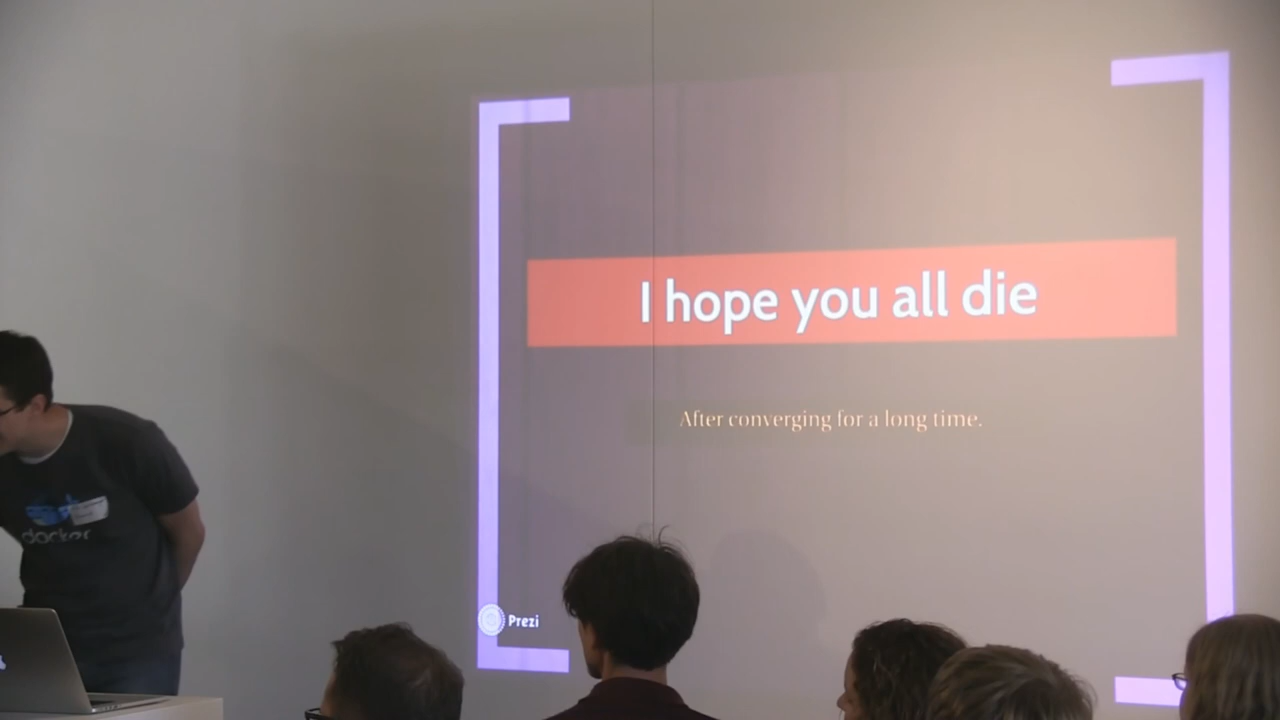 I hope you all die
After converging for a long time.
docker
Prezi